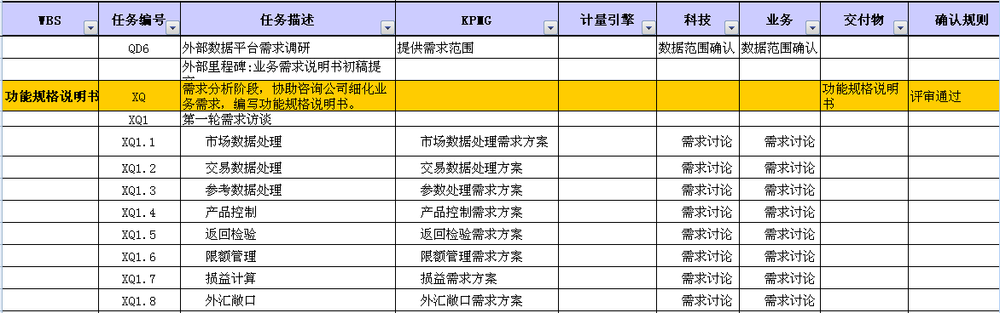 WBS 任务编号 任务描述 KPMG 计量引擎 科技 业务 交付物 确认规则
QD6 外部数据平台需求调研 提供需求范围 数据范围确认 数据范围确认
外部里程碑:业务需求说明书初稿提
功能规格说明书 XQ 需求分析阶段，协助咨询公司细化业 功能规格说明 评审通过
务需求，编写功能规格说明书。 书
XQ1 第一轮需求访谈
XQ1.1 市场数据处理 市场数据处理需求方案 需求讨论 需求讨论
XQ1.2 交易数据处理 交易数据处理方案 需求讨论 需求讨论
XQ1.3 参考数据处理 参数处理需求方案 需求讨论 需求讨论
XQ1.4 产品控制 产品控制需求方案 需求讨论 需求讨论
XQ1.5 返回检验 返回检验需求方案 需求讨论 需求讨论
XQ1.6 限额管理 限额管理需求方案 需求讨论 需求讨论
XQ1.7 损益计算 损益需求方案 需求讨论 需求讨论
XQ1.8 外汇敞口 外汇敞口需求方案 需求讨论 需求讨论